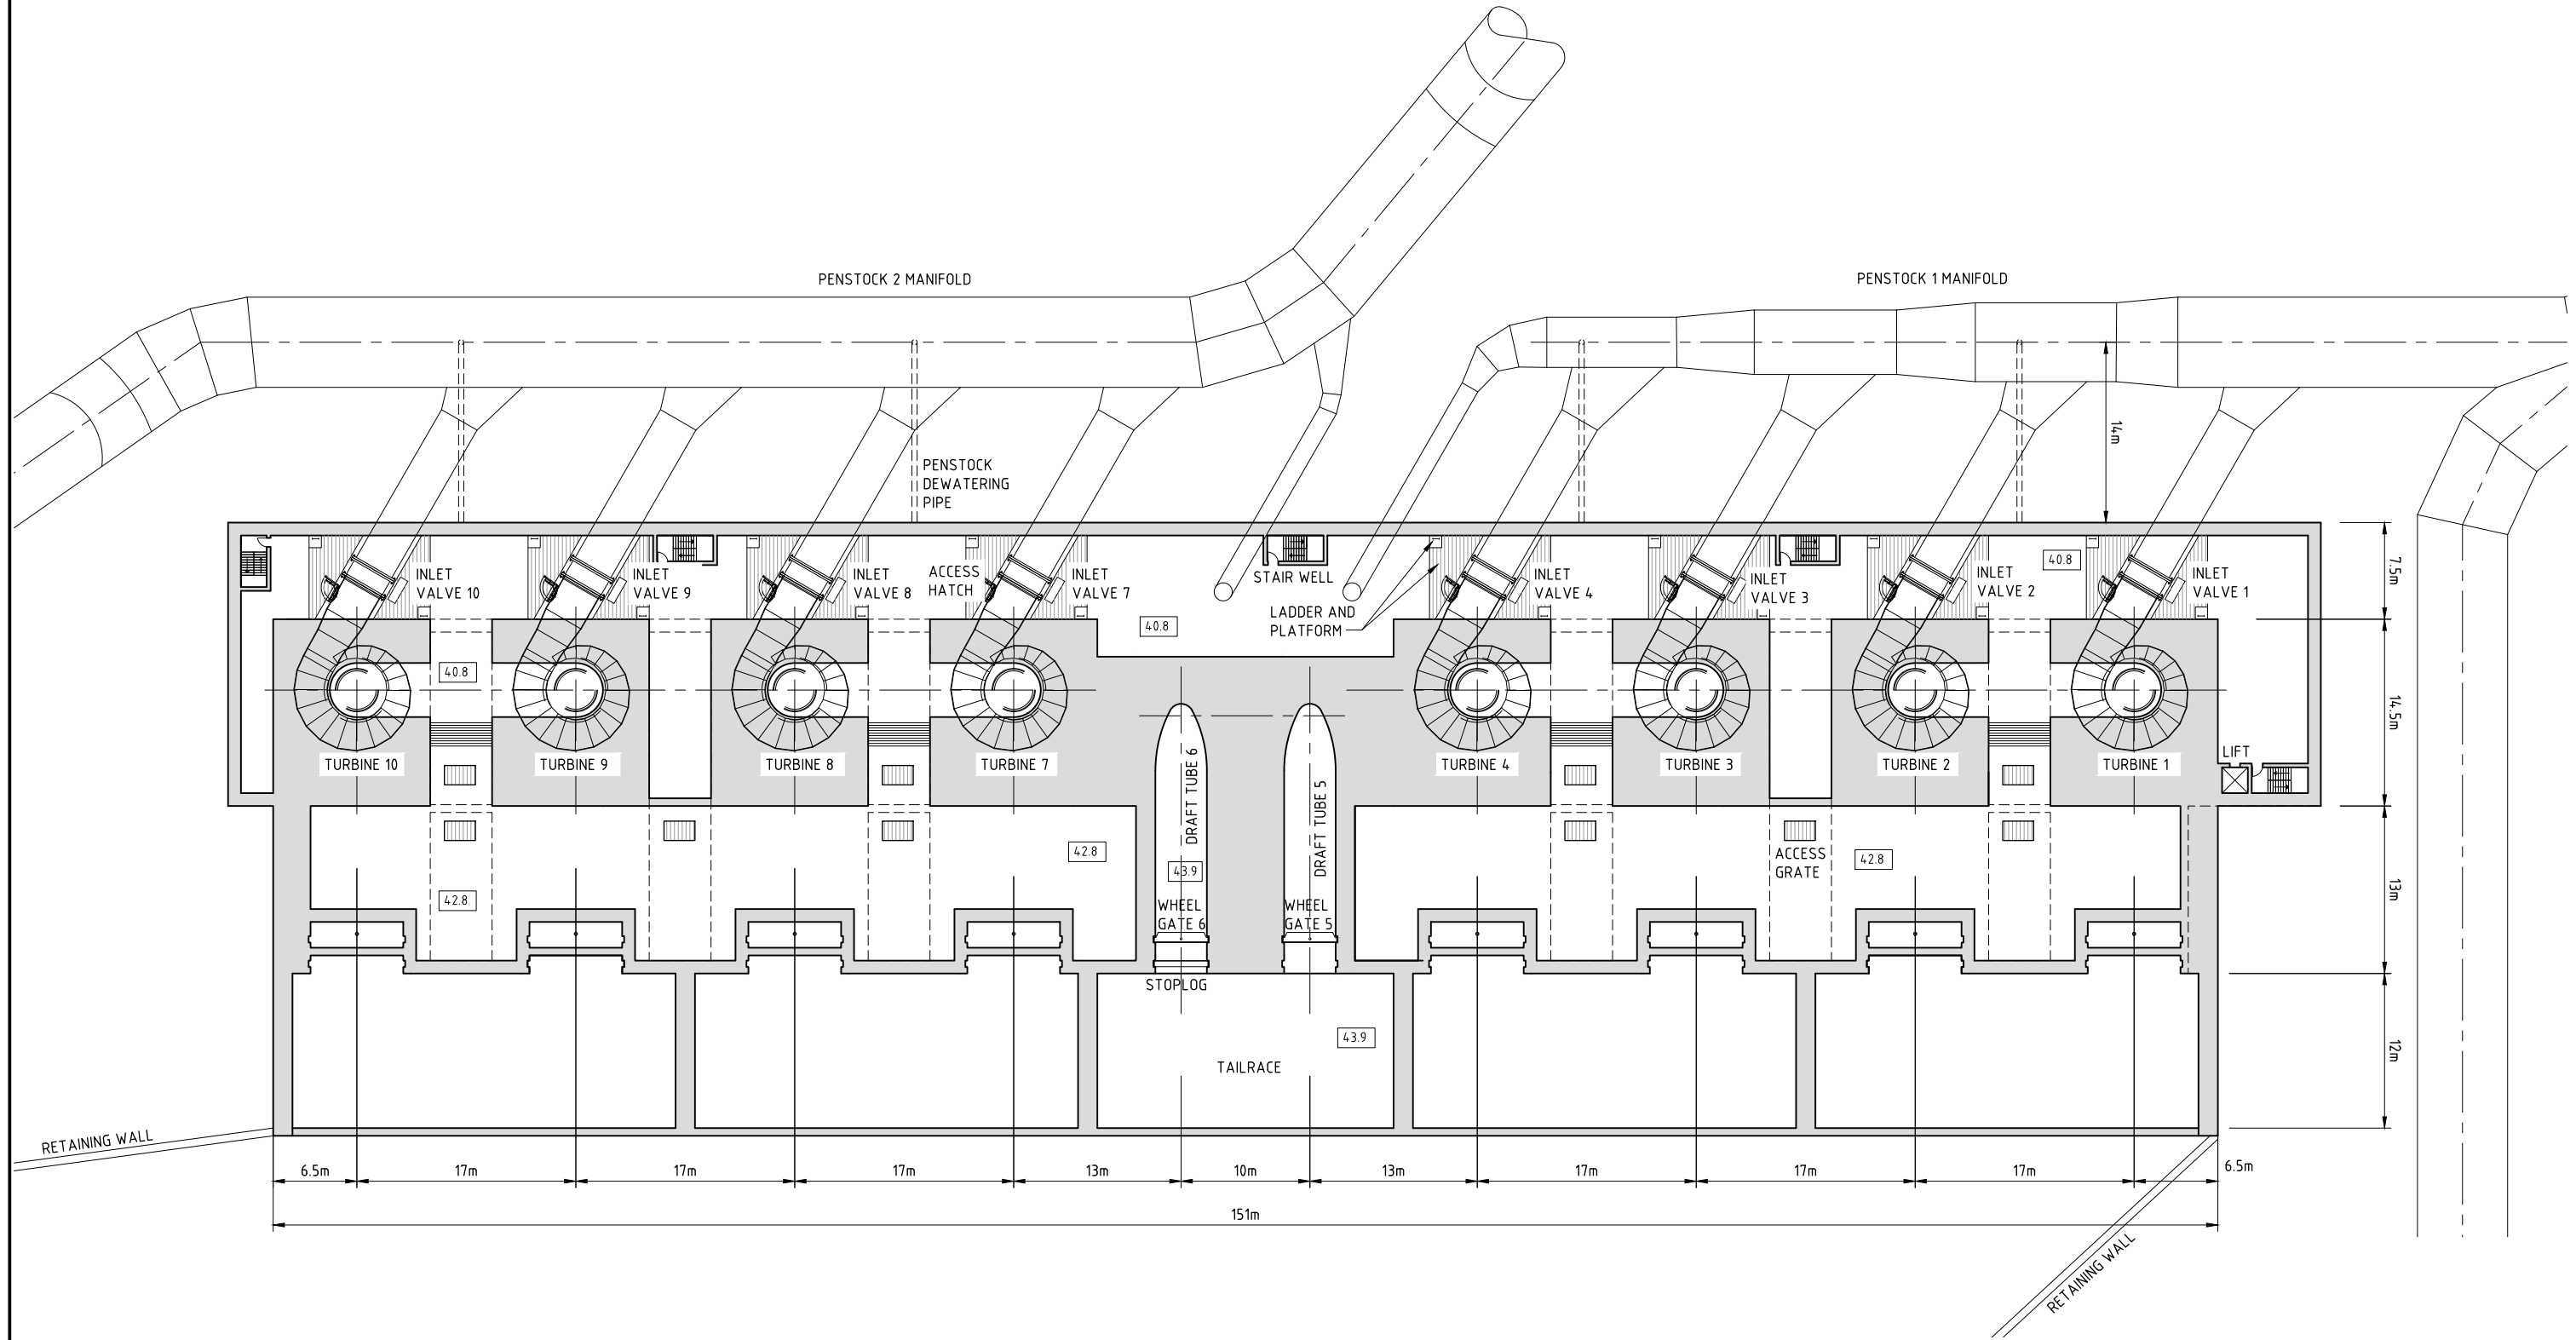 PENSTOCK 2 MANIFOLD
PENSTOCK 1 MANIFOLD
14m
PENSTOCK
DEWATERING
PIPE
INLET
VALVE 10
INLET
VALVE 9
INLET
VALVE 8
ACCESS
HATCH
INLET
VALVE 7
40.8
STAIR WELL
LADDER AND
PLATFORM
INLET
VALVE 4
INLET
VALVE 3
INLET
VALVE 2
40.8
INLET
VALVE 1
7.5m
40.8
14.5m
TURBINE 10
TURBINE 9
TURBINE 8
TURBINE 7
DRAFT TUBE 6
DRAFT TUBE 5
TURBINE 4
TURBINE 3
TURBINE 2
TURBINE 1
LIFT
42.8
42.8
43.9
ACCESS
GRATE
42.8
13m
WHEEL
GATE 6
WHEEL
GATE 5
STOPLOG
43.9
TAILRACE
12m
RETAINING WALL
6.5m
17m
17m
17m
13m
10m
13m
17m
17m
17m
6.5m
151m
RETAINING WALL